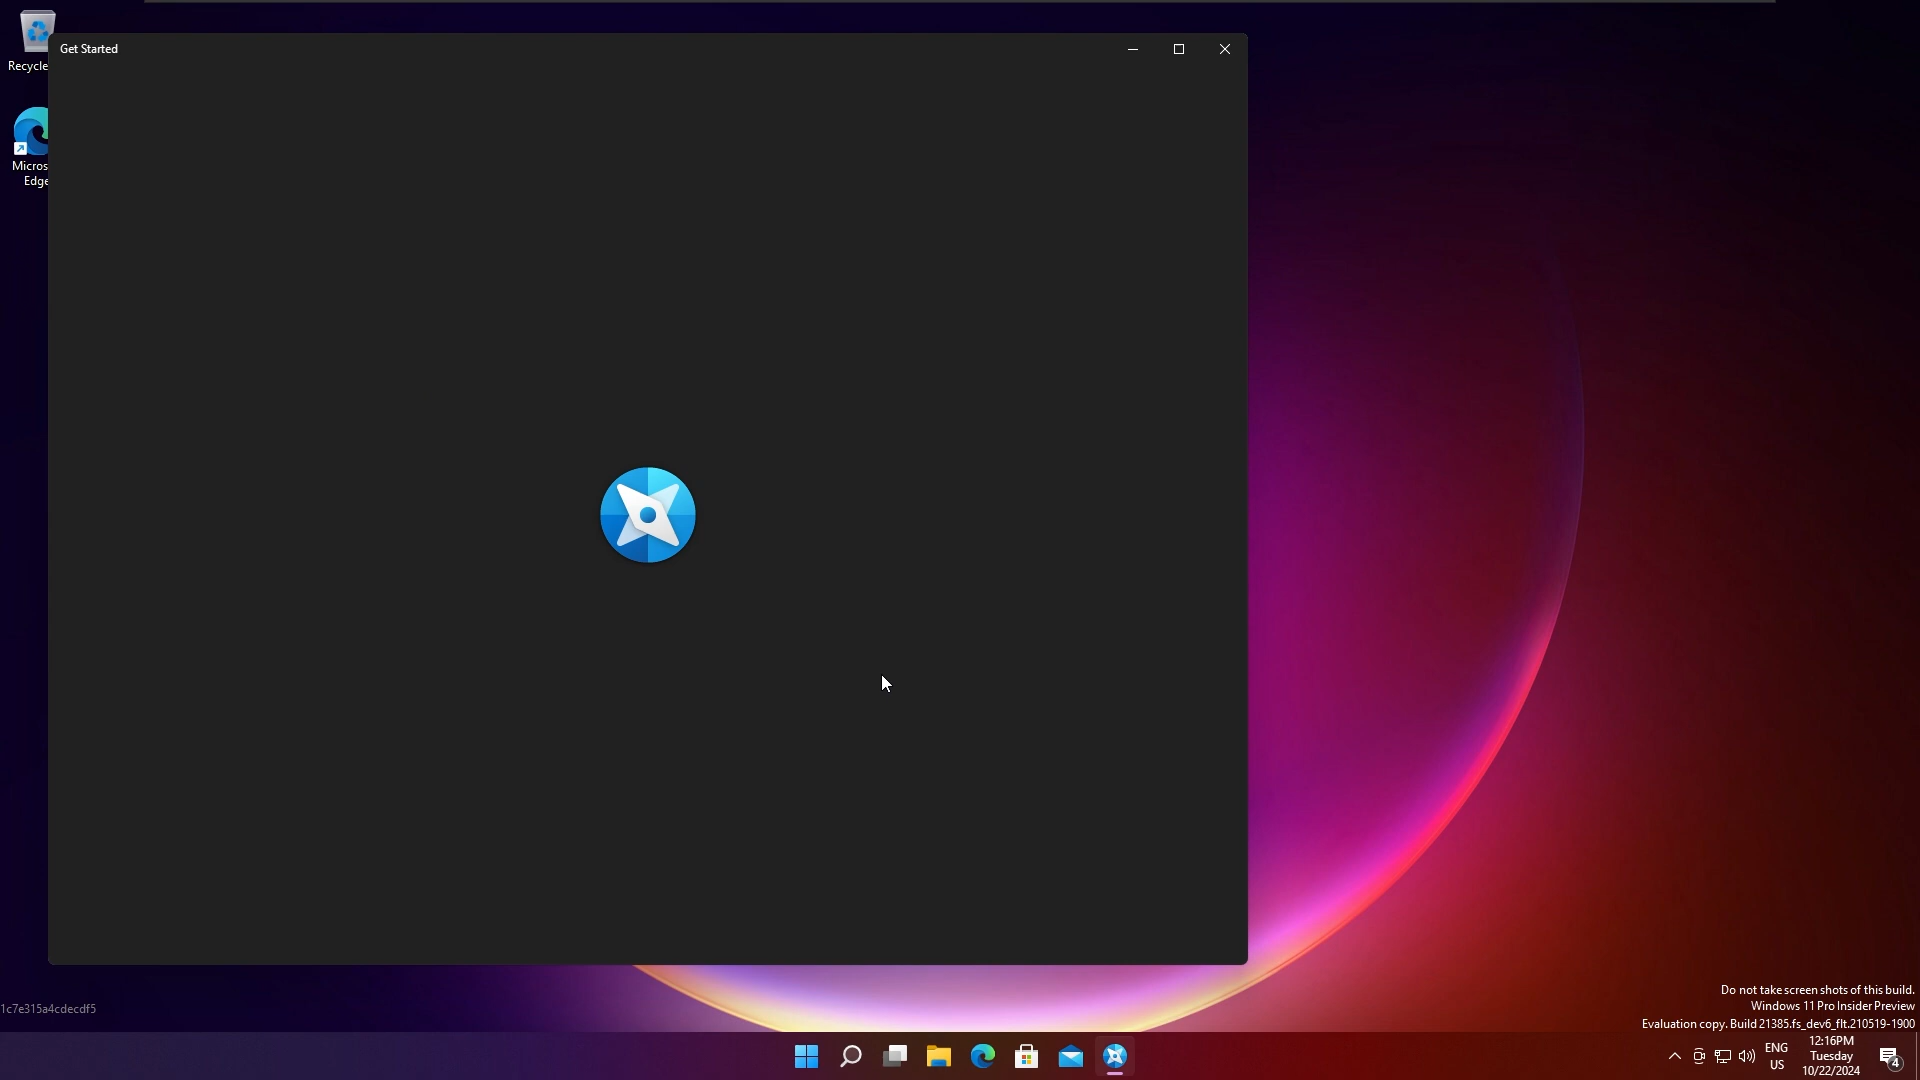 Recycle
Get Started
Micros
Edge
1c7e315a4cdecdf5
Do not take screen shots of this build.
Windows 11 Pro Insider Preview
Evaluation copy. Build 21385.fs_dev6_flt.210519-1900
ENG
US
12:16PM
Tuesday
10/22/2024
4